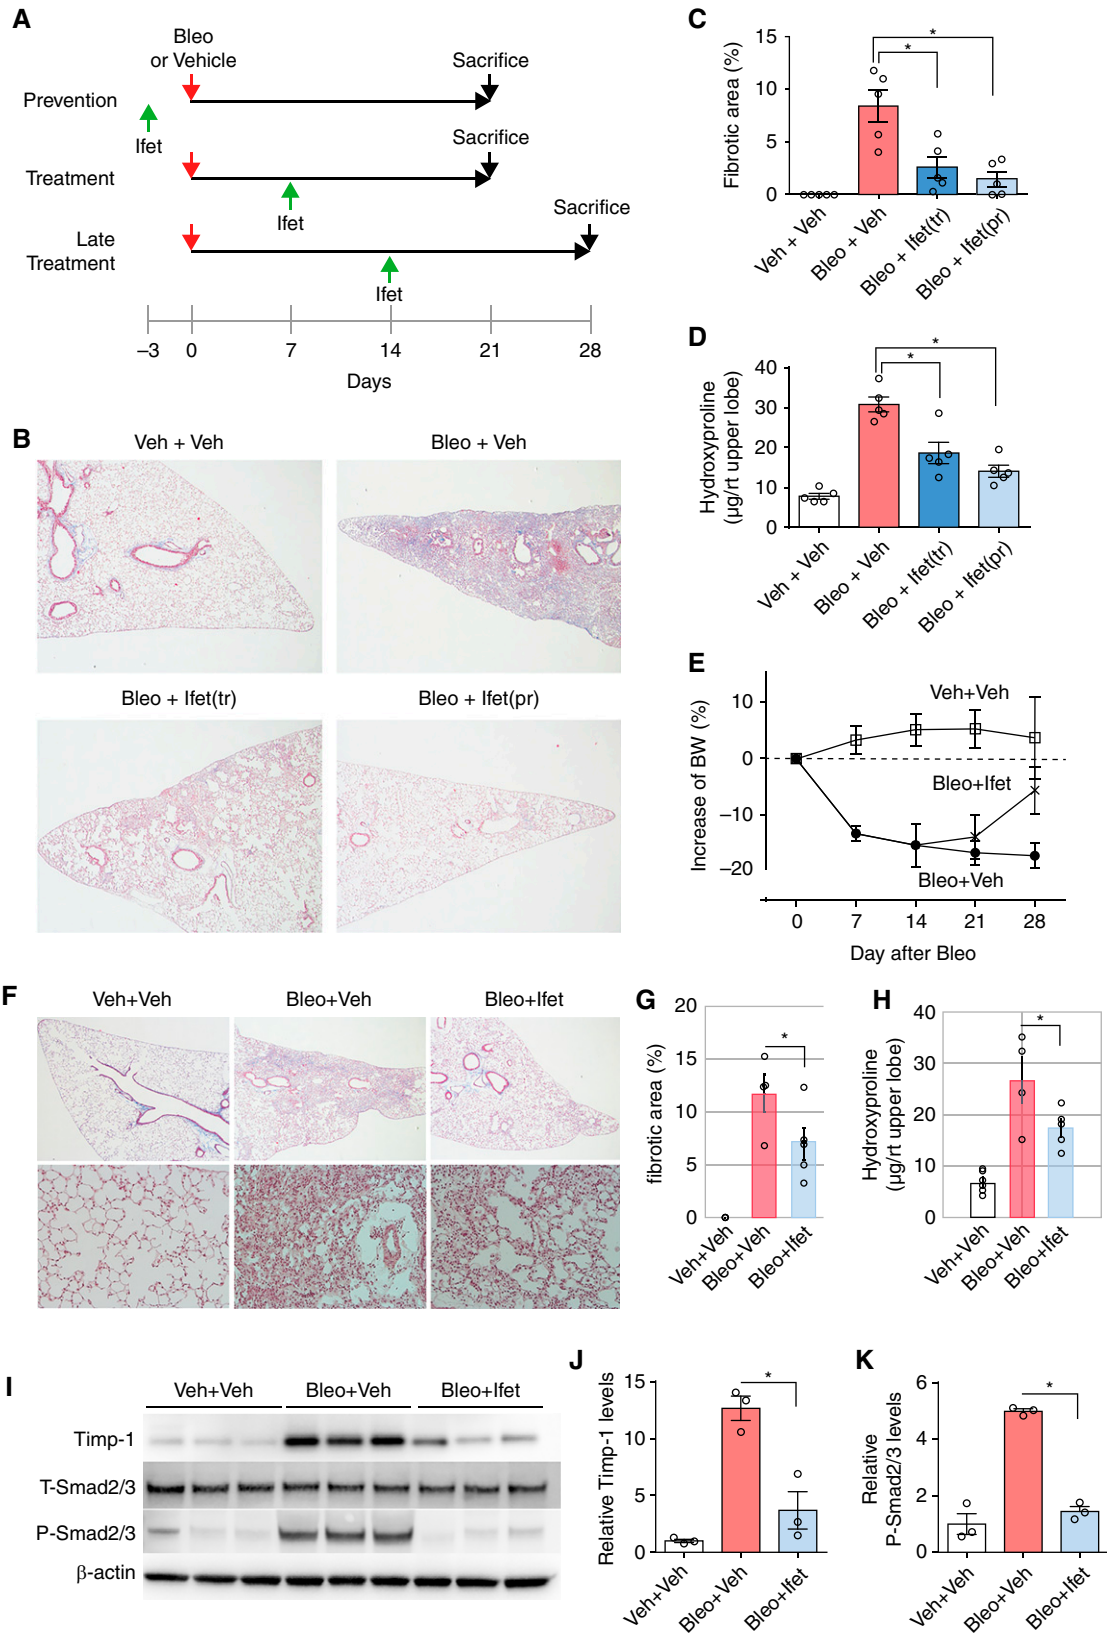 A
Bleo
or Vehicle
Sacrifice
Prevention
Ifet
Sacrifice
Treatment
Ifet
Sacrifice
Late
Treatment
Ifet
–3 0 7 14 21 28
Days
B
Veh + Veh
Bleo + Veh
Bleo + Ifet(tr)
Bleo + Ifet(pr)
C
Fibrotic area (%)
15
10
5
0
*
*
Veh + Veh
Bleo + Veh
Bleo + Ifet(tr)
Bleo + Ifet(pr)
D
Hydroxyproline
(µg/rt upper lobe)
40
30
20
10
0
*
*
Veh + Veh
Bleo + Veh
Bleo + Ifet(tr)
Bleo + Ifet(pr)
E
Increase of BW (%)
10
0
–10
–20
Veh+Veh
Bleo+Ifet
Bleo+Veh
0 7 14 21 28
Day after Bleo
F
Veh+Veh
Bleo+Veh
Bleo+Ifet
G
fibrotic area (%)
20
15
10
5
0
*
Veh+Veh
Bleo+Veh
Bleo+Ifet
H
Hydroxyproline
(µg/rt upper lobe)
40
30
20
10
0
*
Veh+Veh
Bleo+Veh
Bleo+Ifet
I
Veh+Veh
Bleo+Veh
Bleo+Ifet
Timp-1
T-Smad2/3
P-Smad2/3
β-actin
J
Relative Timp-1 levels
15
10
5
0
*
Veh+Veh
Bleo+Veh
Bleo+Ifet
K
Relative
P-Smad2/3 levels
6
4
2
0
*
Veh+Veh
Bleo+Veh
Bleo+Ifet